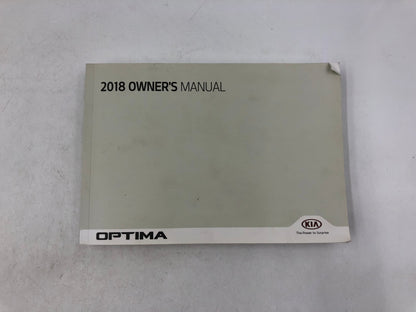 2018 OWNER'S MANUAL
KIA
The Power to Surprise
OPTIMA